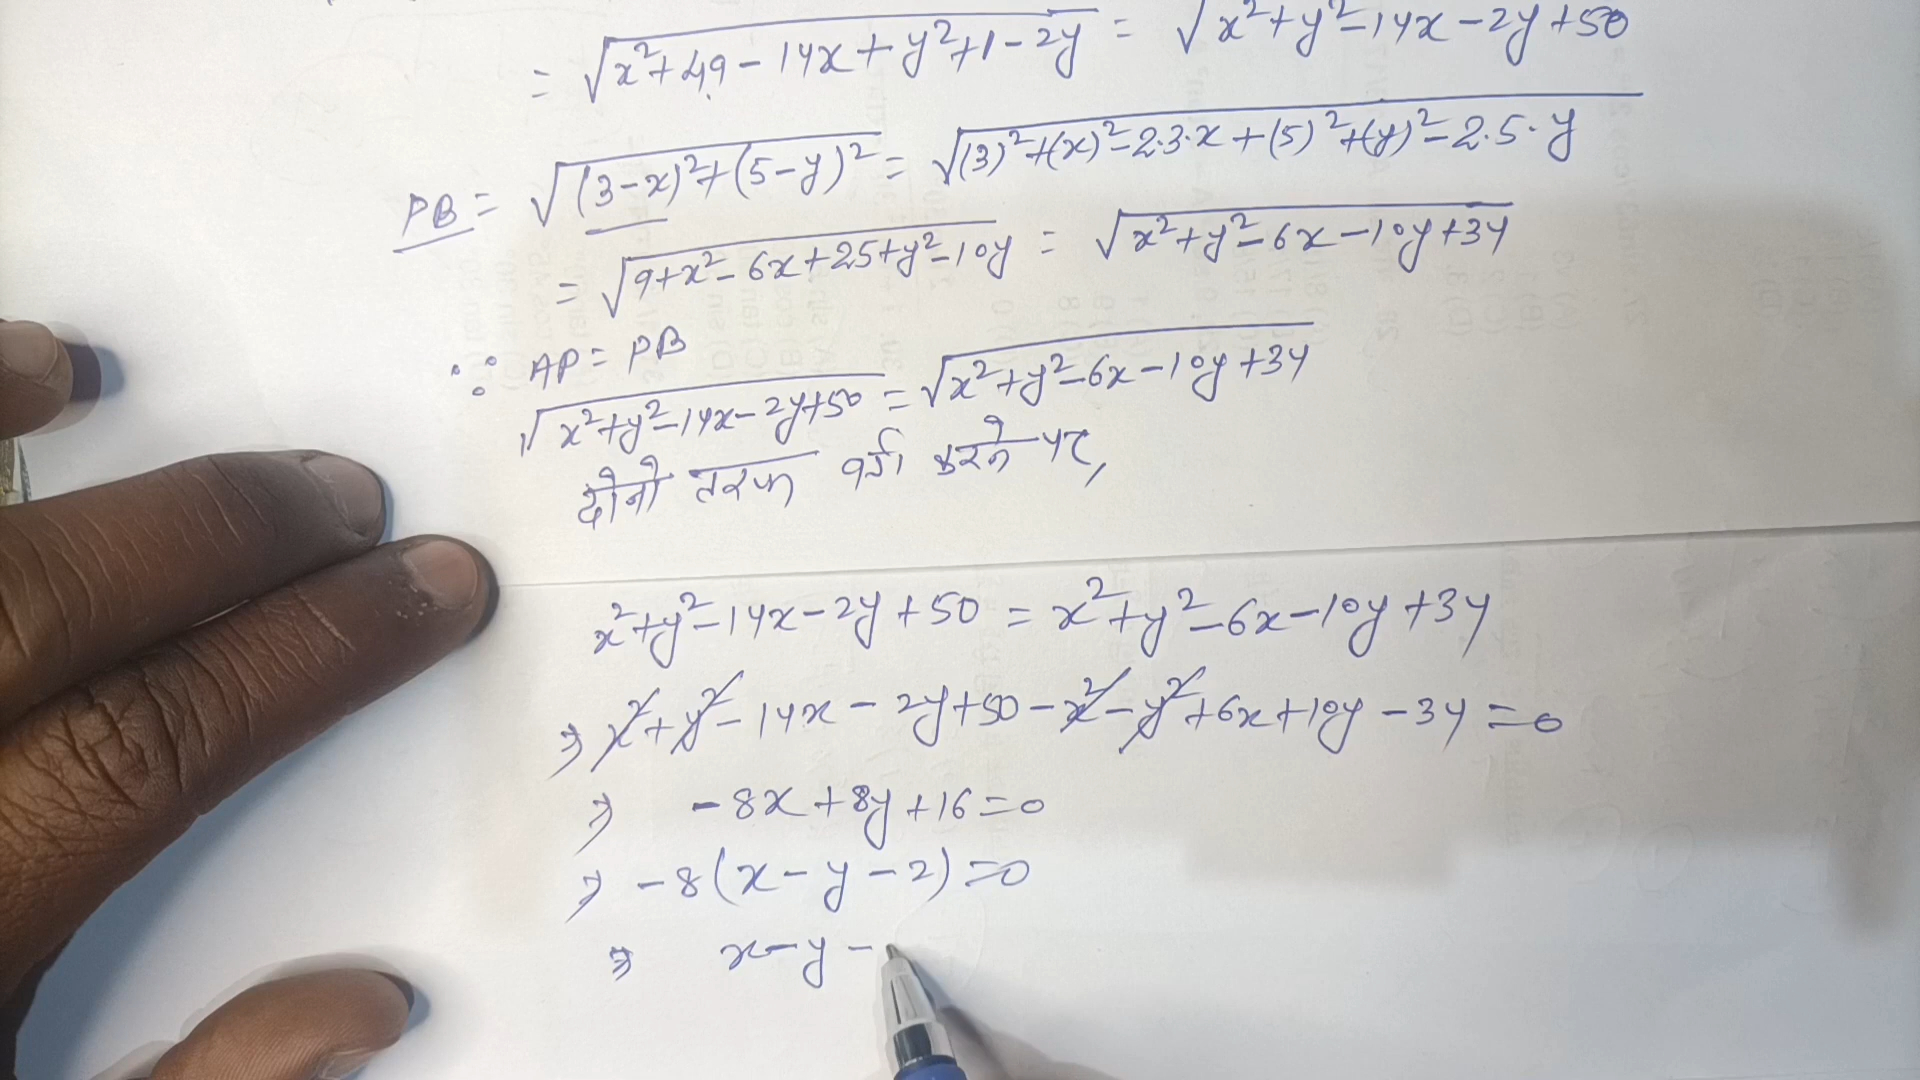 = √x²+49-14x+y²+1-2y = √x²+y²-14x-2y+50
PB = √(3-x)²+(5-y)² = √(3)²+(x)²-2·3·x+(5)²+(y)²-2·5·y
= √9+x²-6x+25+y²-10y = √x²+y²-6x-10y+34
∵ AP = PB
√x²+y²-14x-2y+50 = √x²+y²-6x-10y+34
दोनो तरफ वर्ग करने पर,
x²+y²-14x-2y+50 = x²+y²-6x-10y+34
⇒ x²+y²-14x-2y+50-x²-y²+6x+10y-34=0
⇒ -8x+8y+16=0
⇒ -8(x-y-2)=0
⇒ x-y-